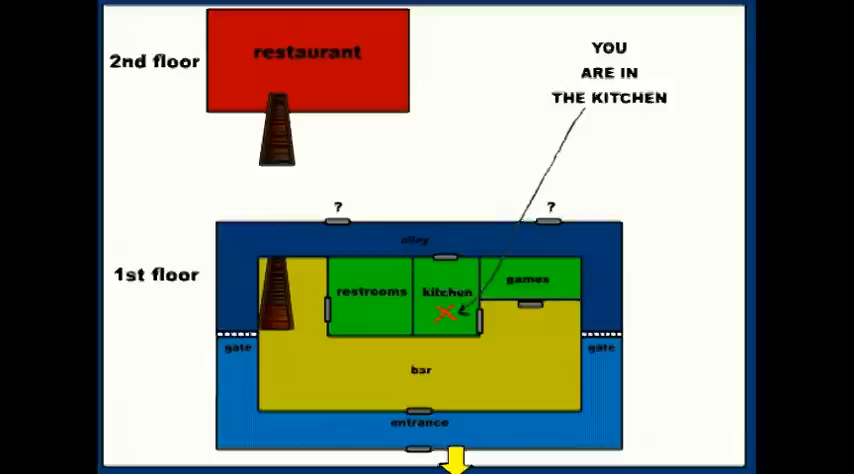 restaurant
2nd floor
YOU
ARE IN
THE KITCHEN
?
?
alley
1st floor
games
restrooms
kitchen
gate
gate
bar
entrance